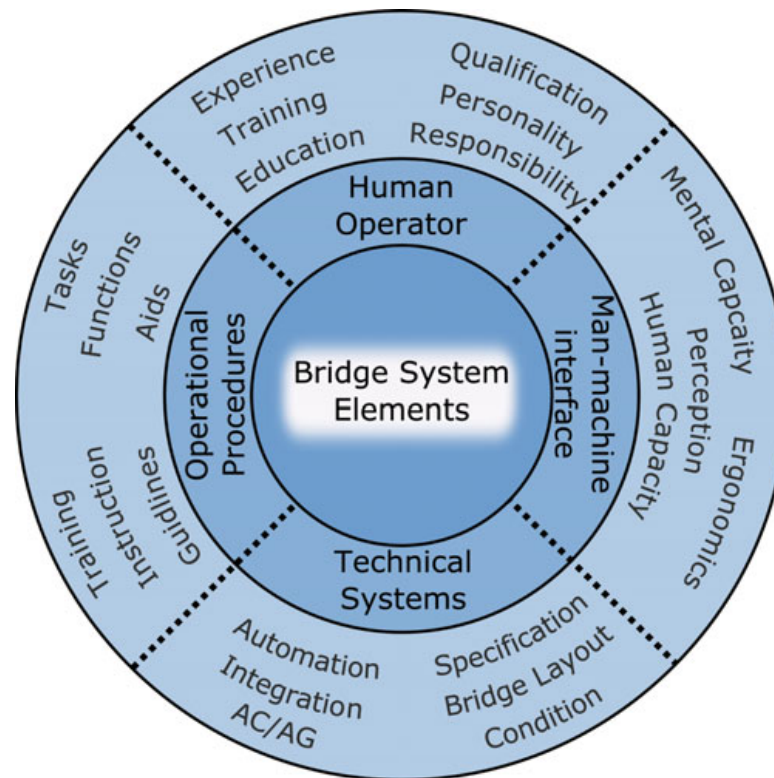 Experience
Training
Education
Qualification
Personality
Responsibility
Human
Operator
Mental Capcaity
Perception
Human Capacity
Ergonomics
Man-machine
interface
Bridge System
Elements
Operational
Procedures
Tasks
Functions
Aids
Training
Instruction
Guidlines
Technical
Systems
Automation
Integration
AC/AG
Specification
Bridge Layout
Condition